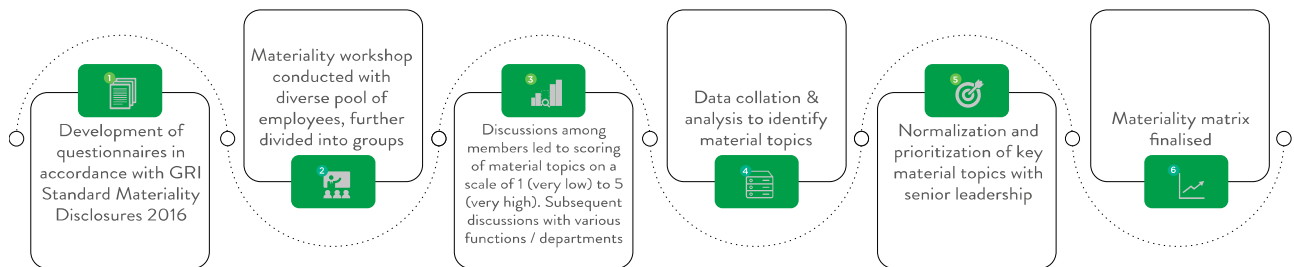 1
Development of
questionnaires in
accordance with GRI
Standard Materiality
Disclosures 2016
Materiality workshop
conducted with
diverse pool of
employees, further
divided into groups
2
3
Discussions among
members led to scoring
of material topics on a
scale of 1 (very low) to 5
(very high). Subsequent
discussions with various
functions / departments
Data collation &
analysis to identify
material topics
4
5
Normalization and
prioritization of key
material topics with
senior leadership
Materiality matrix
finalised
6